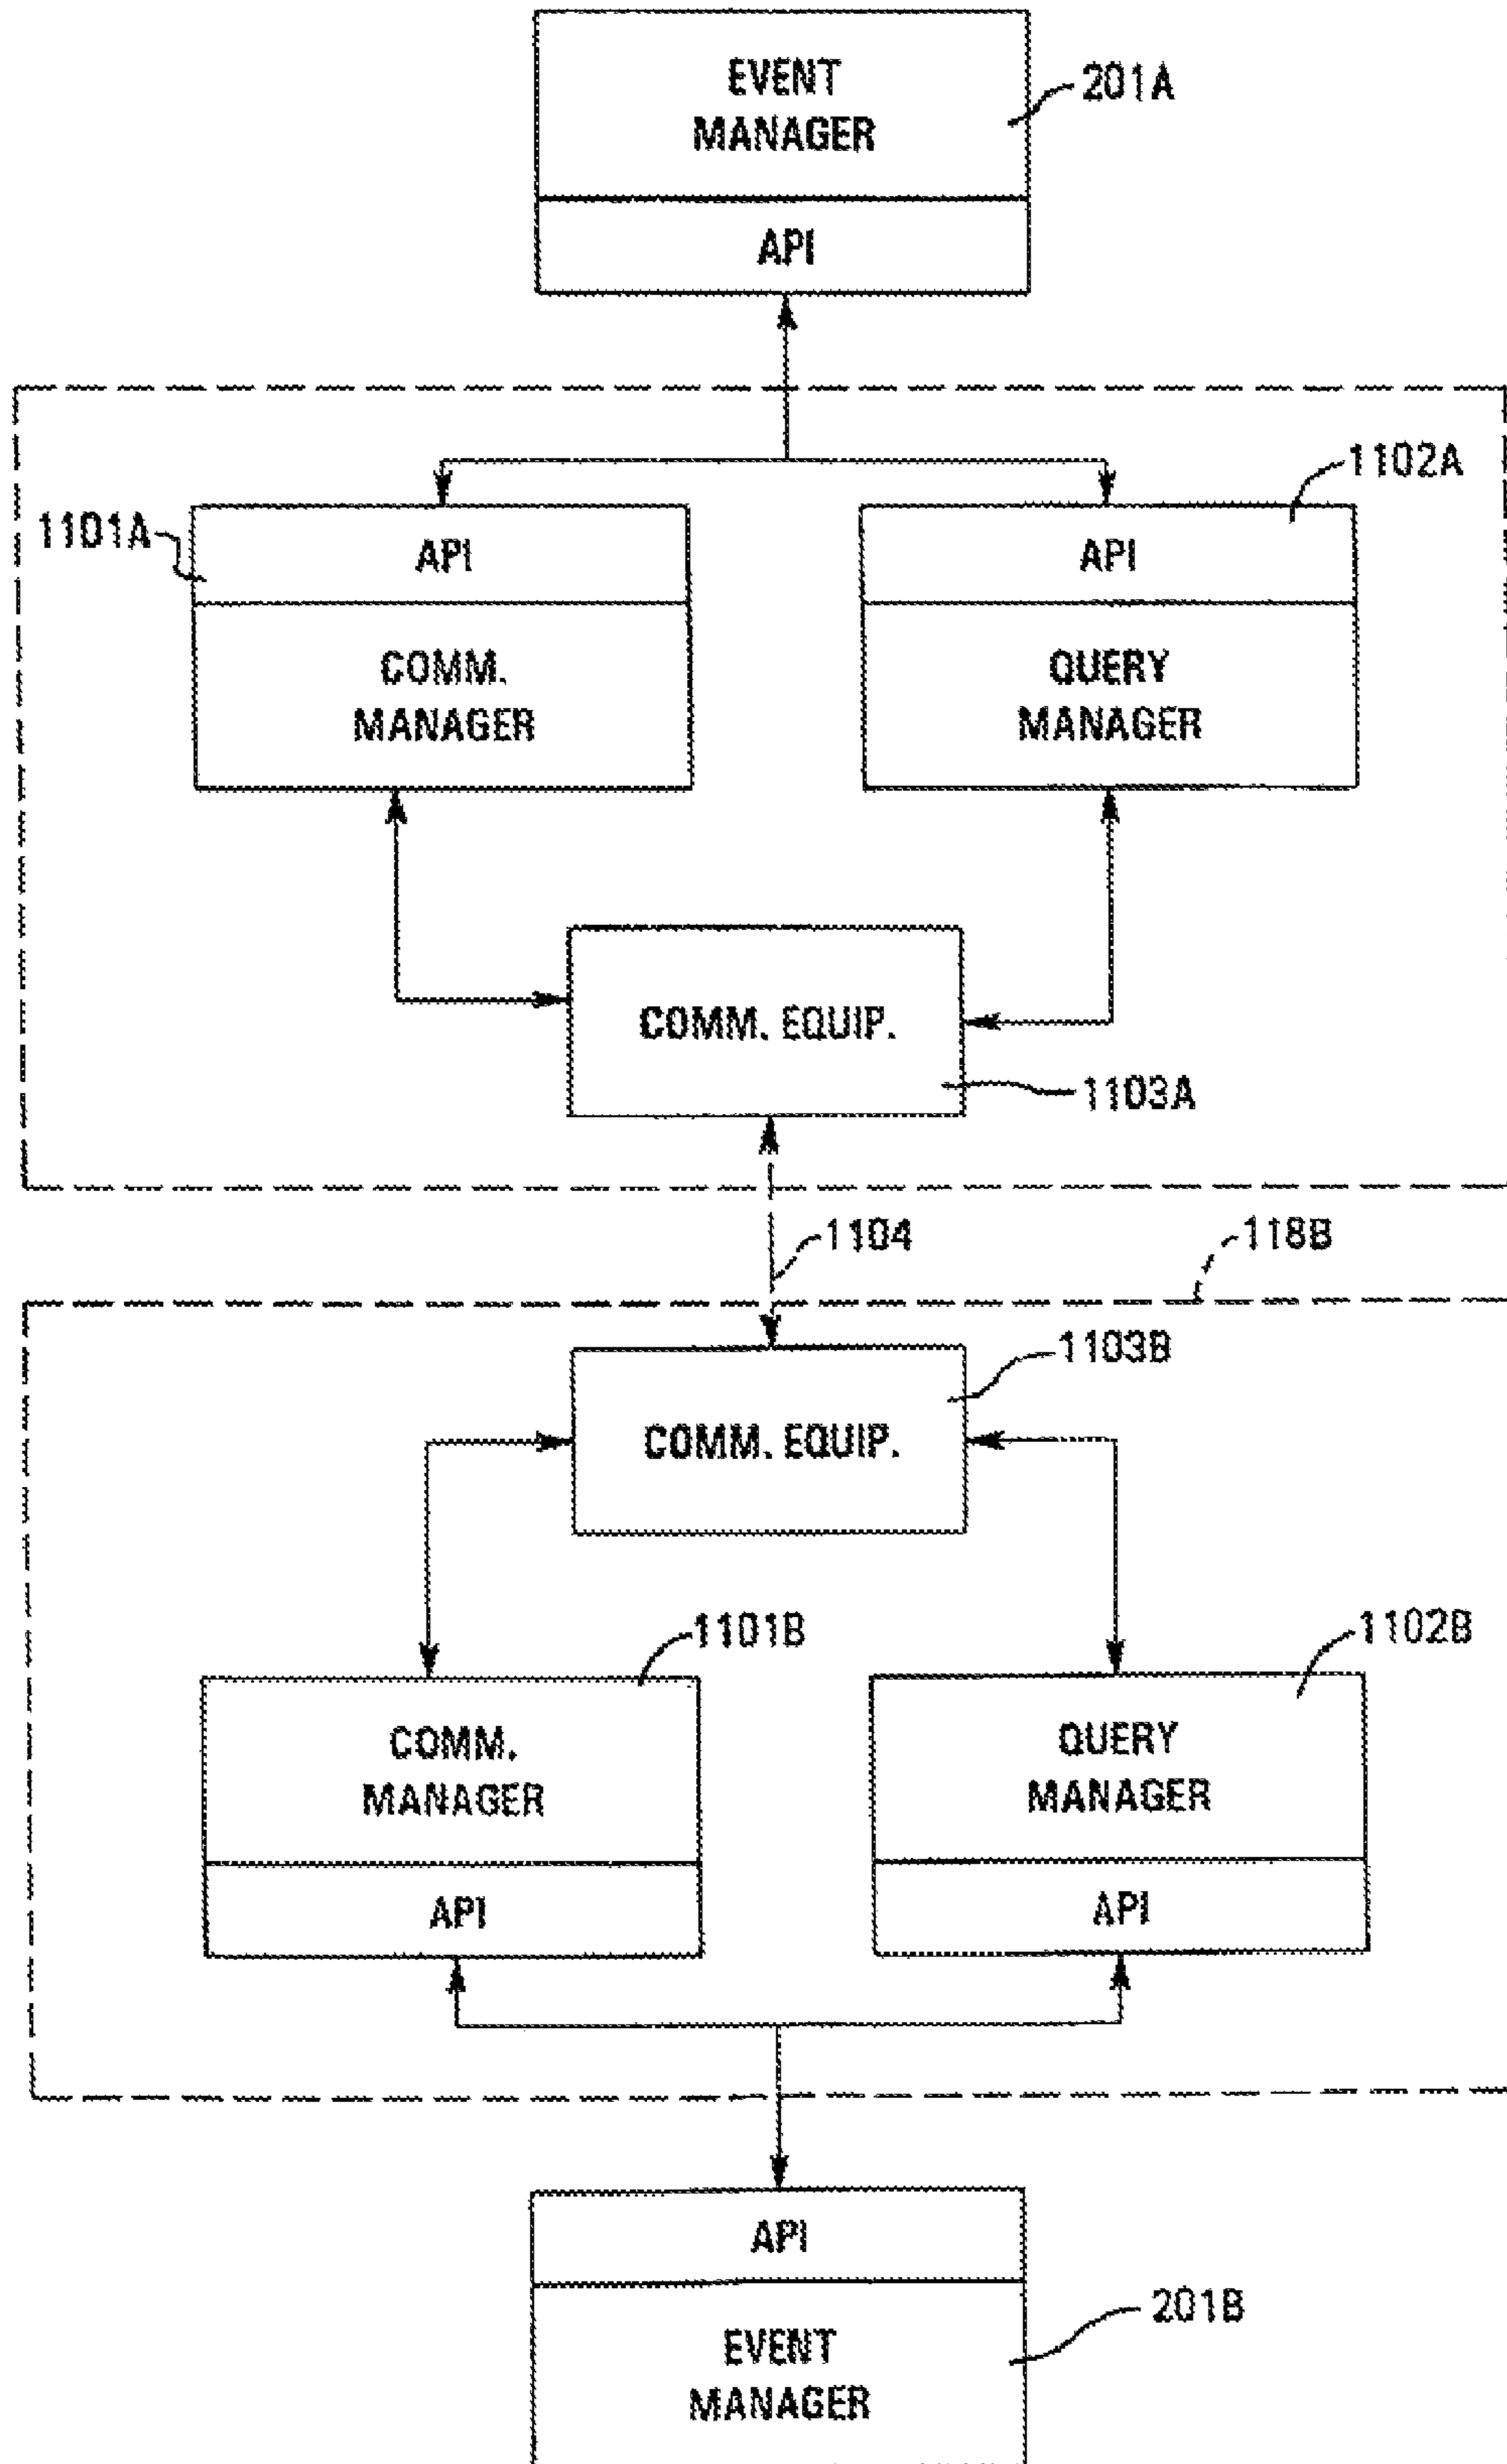 EVENT
MANAGER
201A
API
1102A
1101A
API
API
COMM.
MANAGER
QUERY
MANAGER
COMM. EQUIP.
1103A
1104
118B
1103B
COMM. EQUIP.
1101B
1102B
COMM.
MANAGER
QUERY
MANAGER
API
API
API
201B
EVENT
MANAGER